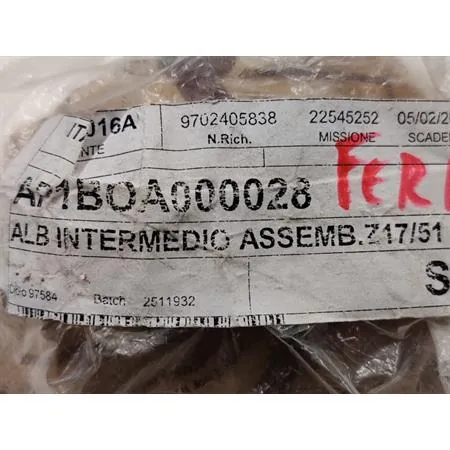 IT016A 9702405838 22545252 05/02/2
NTE N.Rich. MISSIONE SCADE
AP1BOA000028 FER
ALB INTERMEDIO ASSEMB.Z17/51
S
97584 Batch 2511932